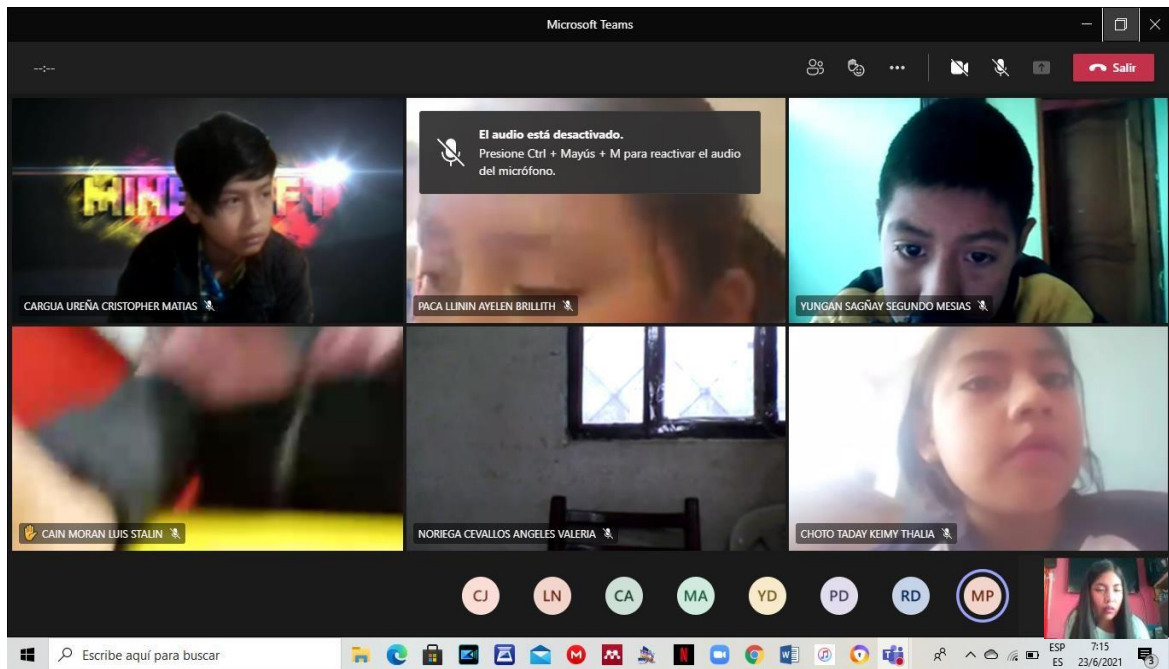 Microsoft Teams
--:--
Salir
El audio está desactivado.
Presione Ctrl + Mayús + M para reactivar el audio
del micrófono.
MINE FT
CARGUA UREÑA CRISTOPHER MATIAS
PACA LLININ AYELEN BRILLITH
YUNGAN SAGÑAY SEGUNDO MESIAS
CAIN MORAN LUIS STALIN
NORIEGA CEVALLOS ANGELES VALERIA
CHOTO TADAY KEIMY THALIA
CJ
LN
CA
MA
YD
PD
RD
MP
Escribe aquí para buscar
ESP
ES
7:15
23/6/2021